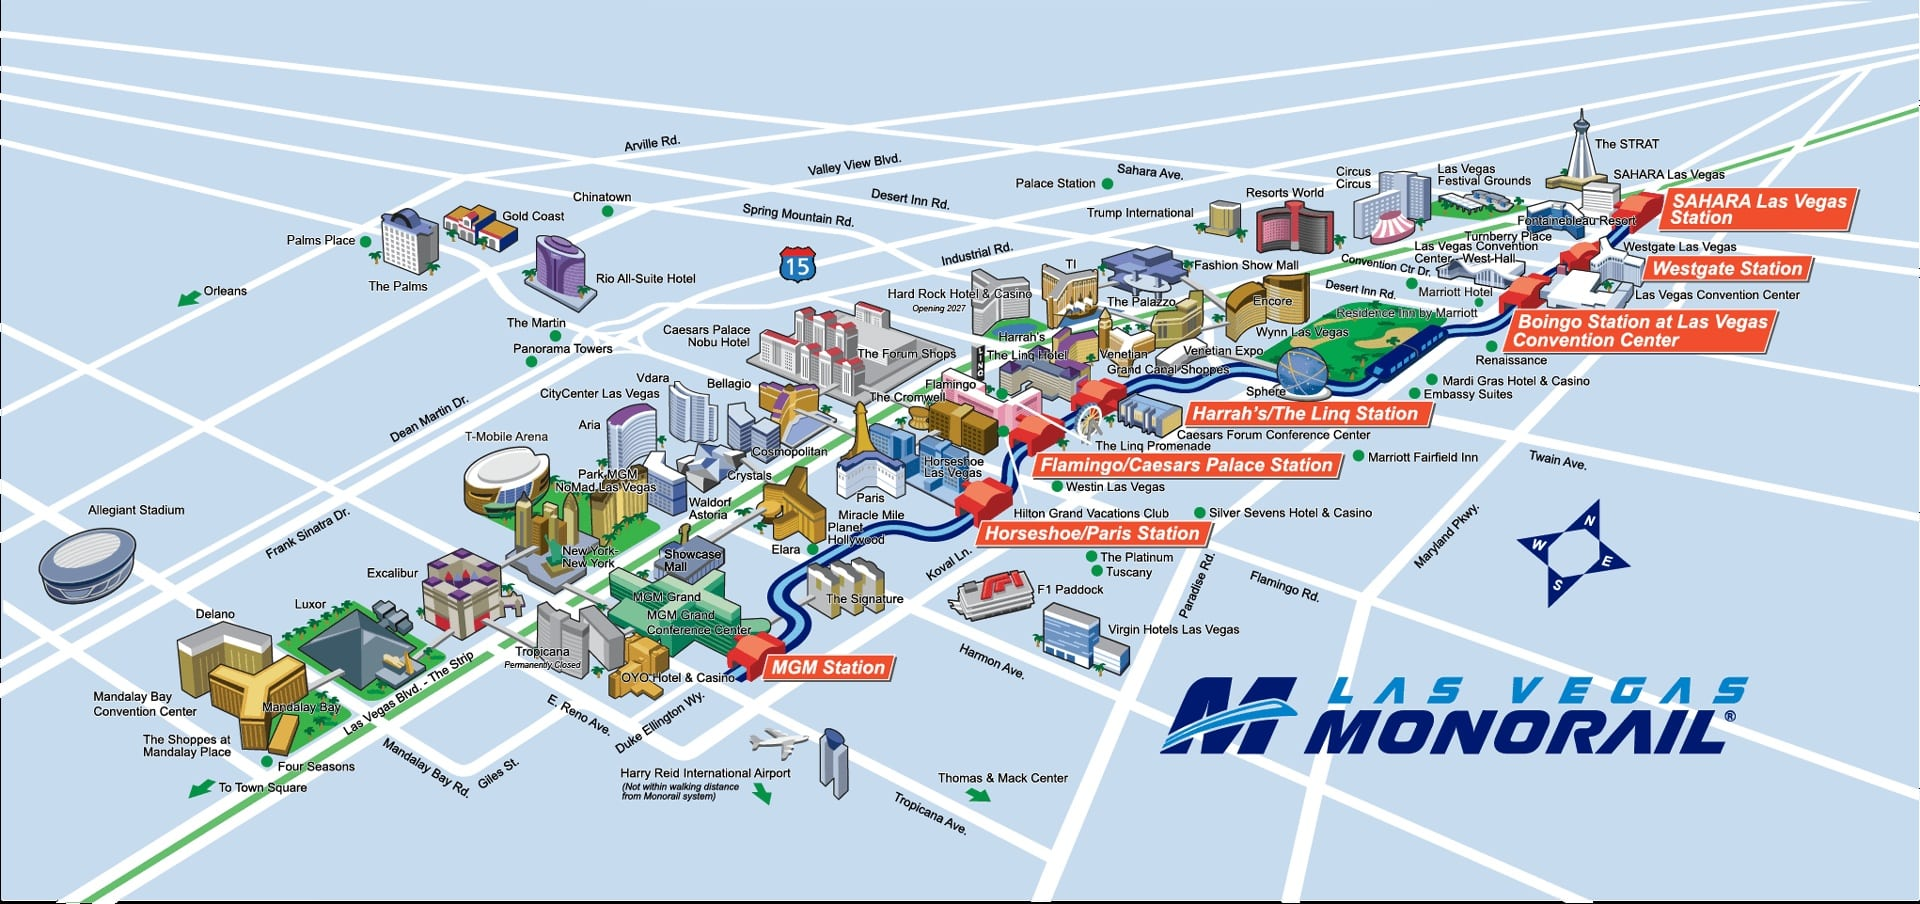 Arville Rd.
Valley View Blvd.
Sahara Ave.
Palace Station
Desert Inn Rd.
Spring Mountain Rd.
Industrial Rd.
Chinatown
Gold Coast
Palms Place
The Palms
Rio All-Suite Hotel
Orleans
15
The STRAT
SAHARA Las Vegas
SAHARA Las Vegas
Station
Circus
Circus
Las Vegas
Festival Grounds
Resorts World
Trump International
Fontainebleau Resort
Turnberry Place
Las Vegas Convention
Center - West Hall
Westgate Las Vegas
Westgate Station
Convention Ctr Dr.
Marriott Hotel
Las Vegas Convention Center
Desert Inn Rd.
Residence Inn by Marriott
Boingo Station at Las Vegas
Convention Center
Renaissance
Mardi Gras Hotel & Casino
Embassy Suites
Fashion Show Mall
TI
The Palazzo
Encore
Wynn Las Vegas
Hard Rock Hotel & Casino
Opening 2027
Harrah's
The Linq Hotel
Venetian
Venetian Expo
Grand Canal Shoppes
Sphere
Harrah's/The Linq Station
Caesars Forum Conference Center
The Linq Promenade
The Martin
Panorama Towers
Caesars Palace
Nobu Hotel
The Forum Shops
Flamingo
The Cromwell
Flamingo/Caesars Palace Station
Marriott Fairfield Inn
Westin Las Vegas
Twain Ave.
Vdara
CityCenter Las Vegas
Bellagio
Aria
Dean Martin Dr.
T-Mobile Arena
Cosmopolitan
Crystals
Park MGM
NoMad Las Vegas
Waldorf
Astoria
Horseshoe
Las Vegas
Paris
Miracle Mile
Planet
Hollywood
Elara
Hilton Grand Vacations Club
Silver Sevens Hotel & Casino
Horseshoe/Paris Station
Koval Ln.
The Platinum
Tuscany
F1
F1 Paddock
Virgin Hotels Las Vegas
Paradise Rd.
Flamingo Rd.
Maryland Pkwy.
N
W
E
S
Allegiant Stadium
Frank Sinatra Dr.
Excalibur
New York-
New York
Showcase
Mall
MGM Grand
MGM Grand
Conference Center
The Signature
Delano
Luxor
Tropicana
Permanently Closed
OYO Hotel & Casino
MGM Station
Harmon Ave.
Mandalay Bay
Convention Center
Mandalay Bay
Las Vegas Blvd. - The Strip
The Shoppes at
Mandalay Place
Four Seasons
To Town Square
E. Reno Ave.
Duke Ellington Wy.
Mandalay Bay Rd.
Giles St.
Harry Reid International Airport
(Not within walking distance
from Monorail system)
Thomas & Mack Center
Tropicana Ave.
LAS VEGAS
MONORAIL®